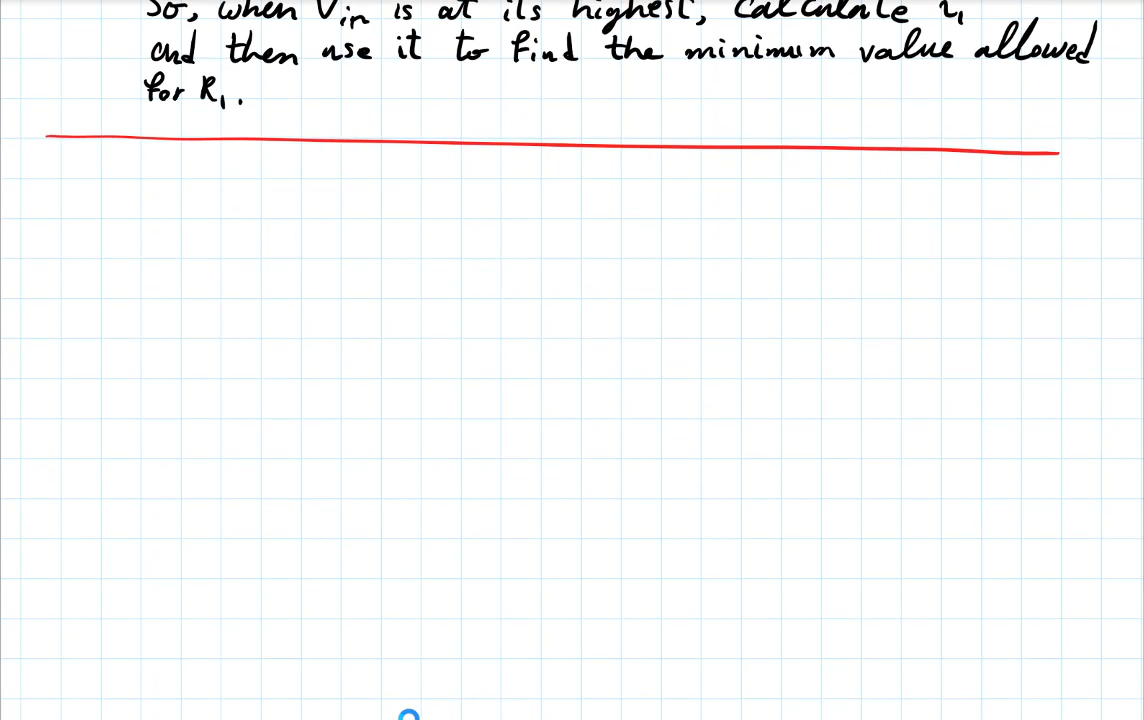 So, when Vin is at its highest, calculate i1
and then use it to find the minimum value allowed
for R1.